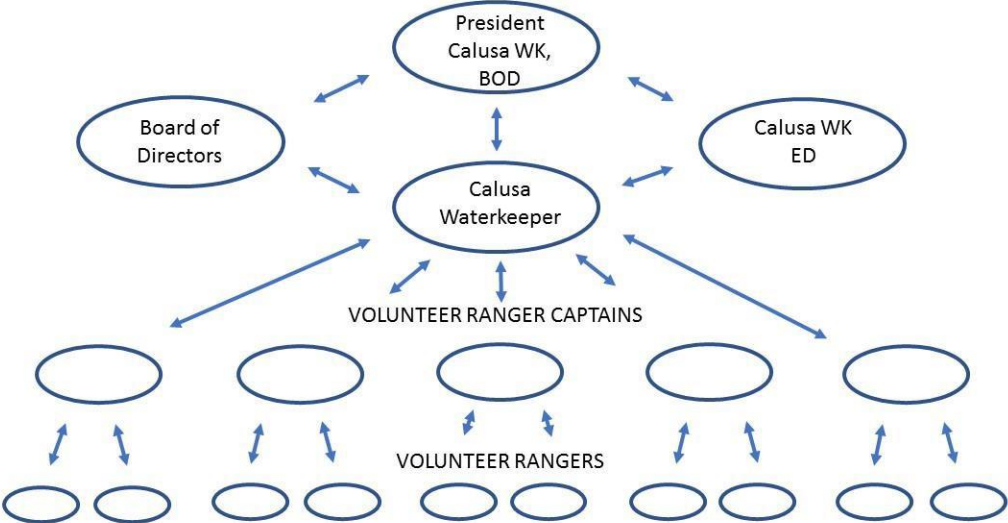 President
Calusa WK,
BOD
Board of
Directors
Calusa WK
ED
Calusa
Waterkeeper
VOLUNTEER RANGER CAPTAINS
VOLUNTEER RANGERS